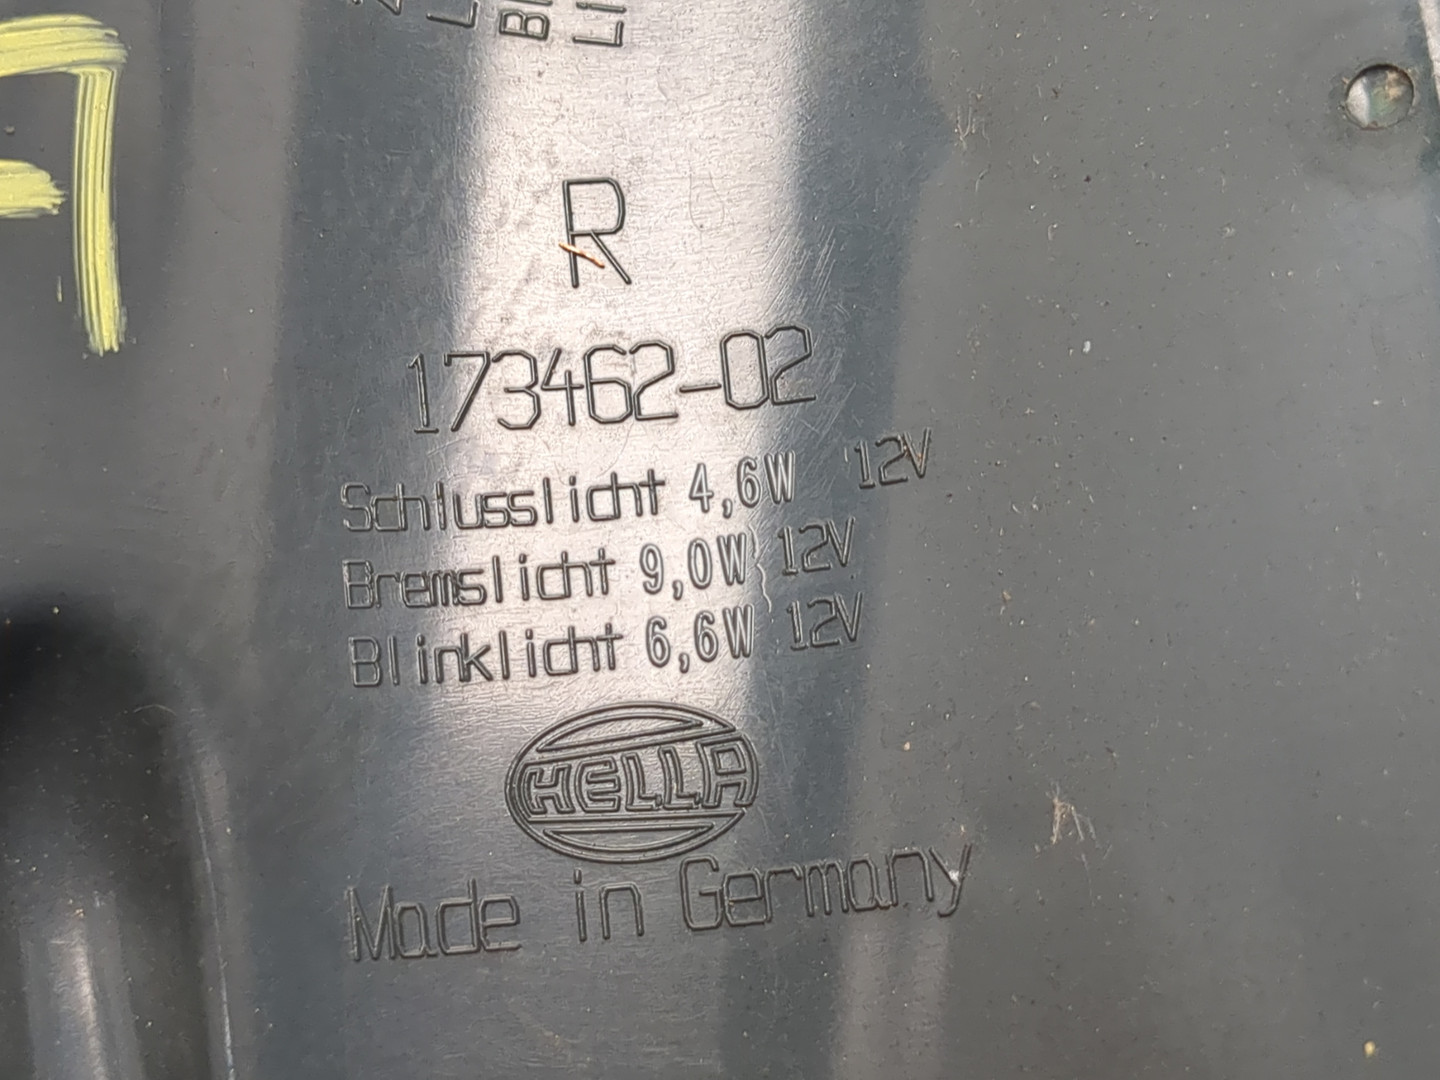 R
173462-02
Schlusslicht 4,6W 12V
Bremslicht 9,0W 12V
Blinklicht 6,6W 12V
HELLA
Made in Germany